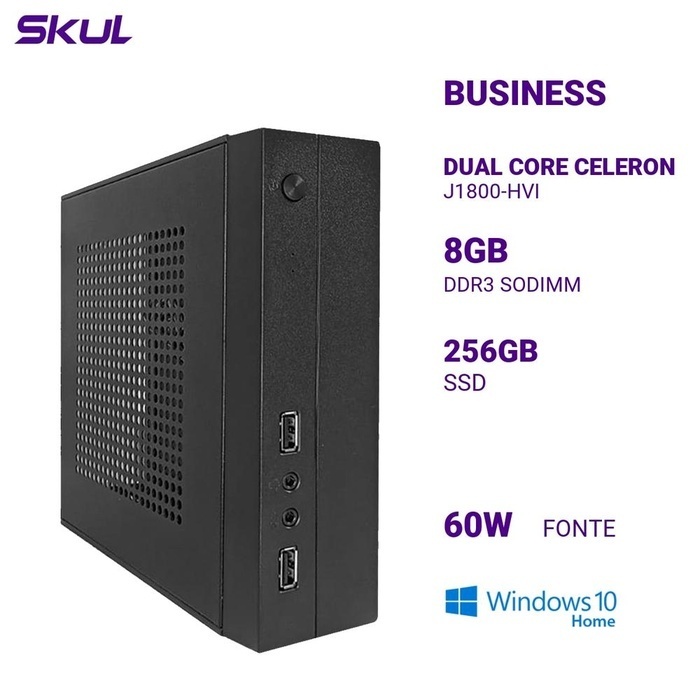 SKUL
BUSINESS
DUAL CORE CELERON
J1800-HVI
8GB
DDR3 SODIMM
256GB
SSD
60W FONTE
Windows 10
Home